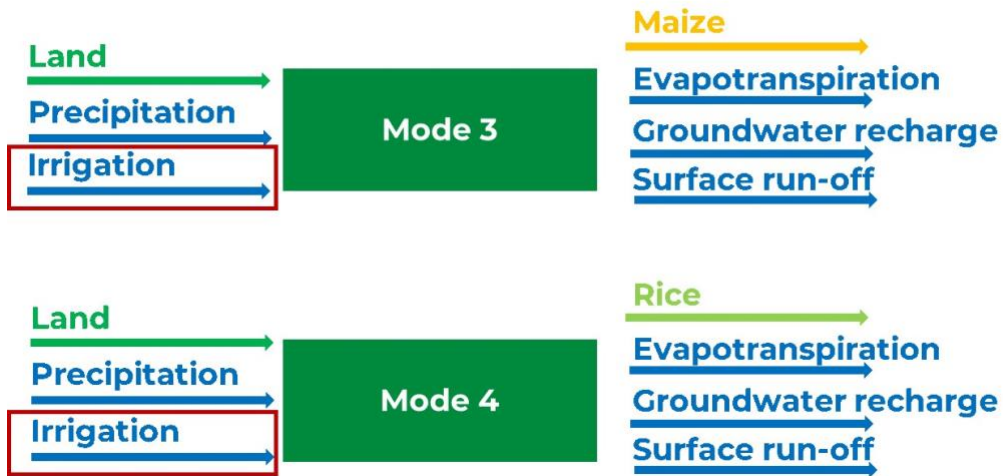 Land
Precipitation
Irrigation
Mode 3
Maize
Evapotranspiration
Groundwater recharge
Surface run-off
Land
Precipitation
Irrigation
Mode 4
Rice
Evapotranspiration
Groundwater recharge
Surface run-off